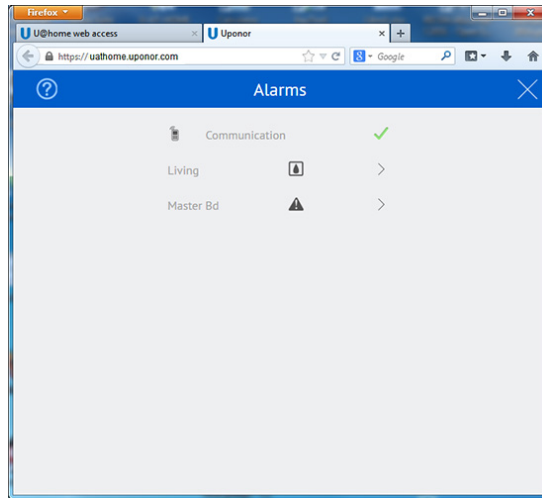 Firefox
U@home web access
Uponor
https://uathome.uponor.com
Google
Alarms
Communication
Living
Master Bd